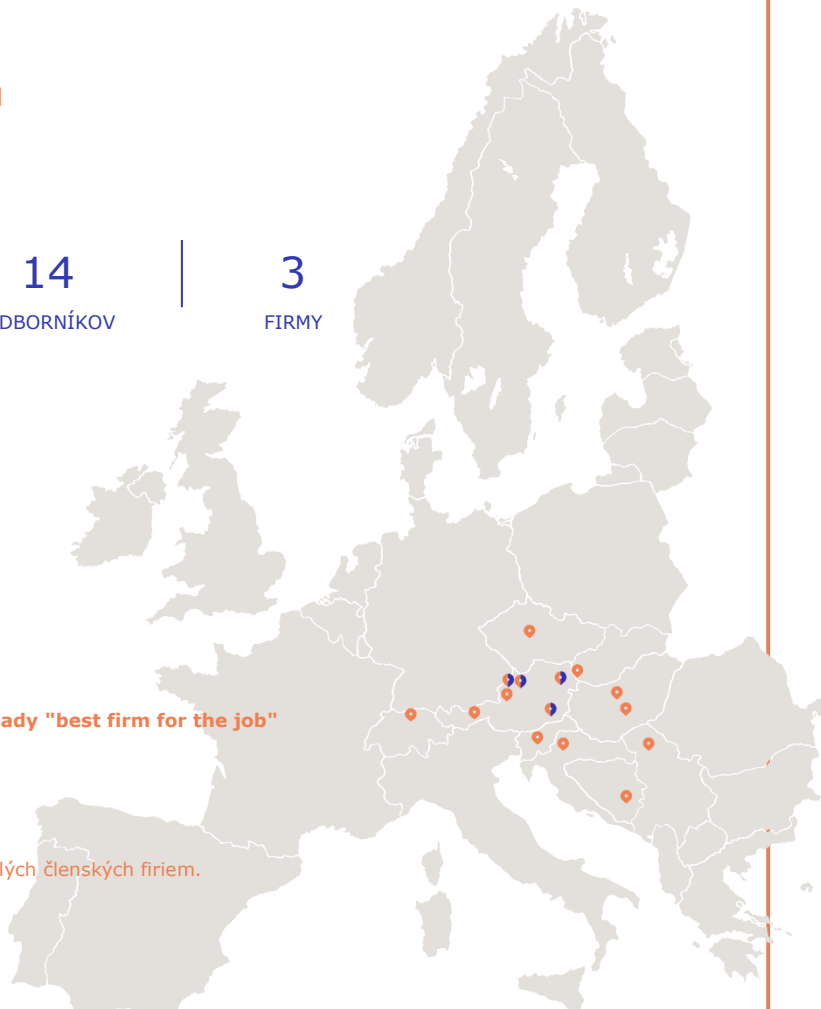 14
3
DBORNÍKOV
FIRMY
ady "best firm for the job"
lých členských firiem.